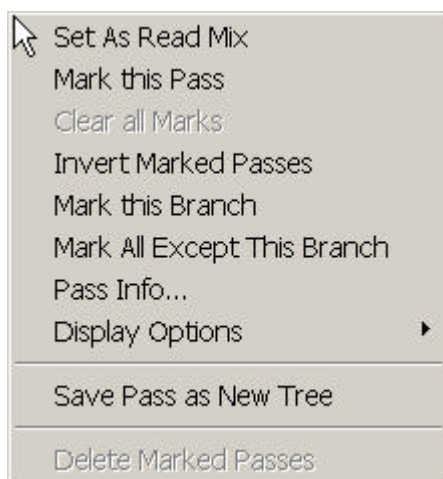 Set As Read Mix
Mark this Pass
Clear all Marks
Invert Marked Passes
Mark this Branch
Mark All Except This Branch
Pass Info...
Display Options
Save Pass as New Tree
Delete Marked Passes